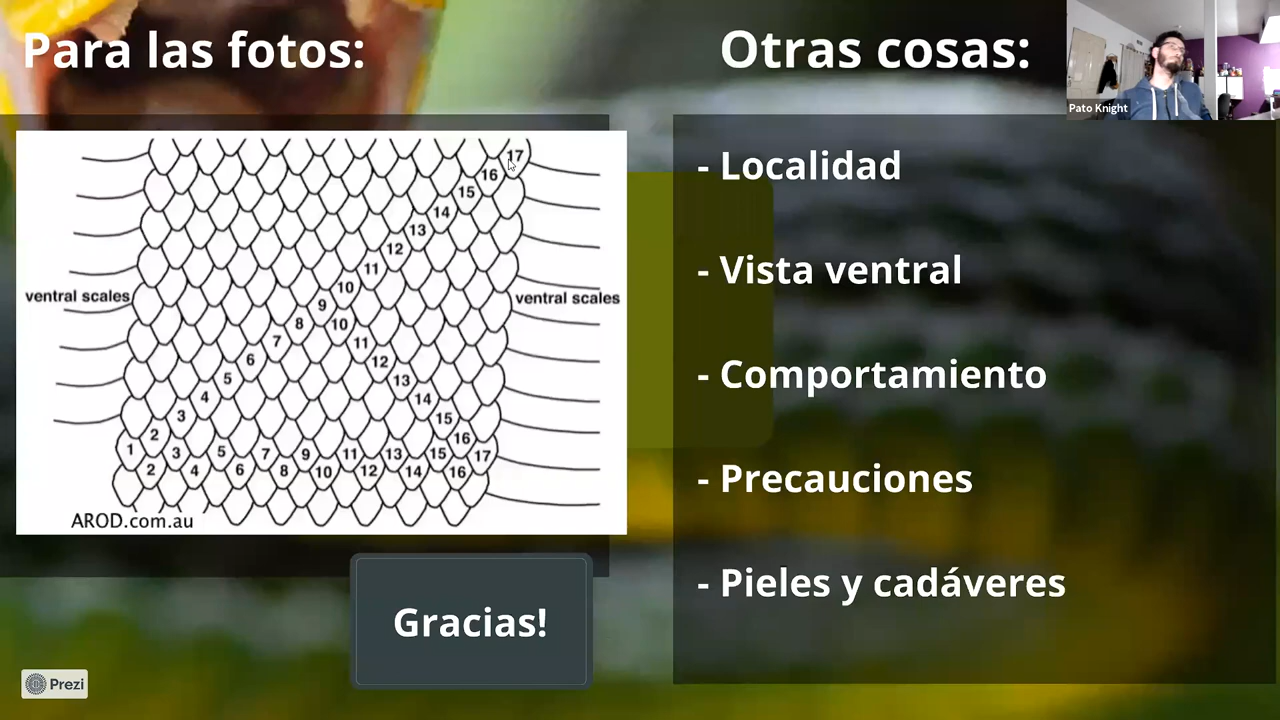 Para las fotos:
Otras cosas:
Pato Knight
17
16
15
14
13
12
11
10
9
8
7
6
5
4
3
2
1
10
11
12
13
14
15
16
17
3 5 7 9 11 13 15
2 4 6 8 10 12 14 16
ventral scales
ventral scales
AROD.com.au
- Localidad
- Vista ventral
- Comportamiento
- Precauciones
- Pieles y cadáveres
Gracias!
Prezi